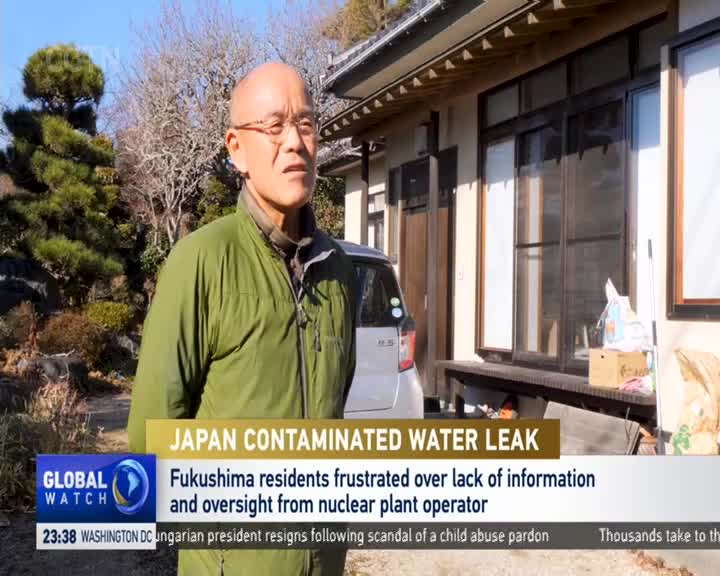 CGTN
JAPAN CONTAMINATED WATER LEAK
GLOBAL
WATCH
Fukushima residents frustrated over lack of information
and oversight from nuclear plant operator
23:38 WASHINGTON DC
ungarian president resigns following scandal of a child abuse pardon Thousands take to th